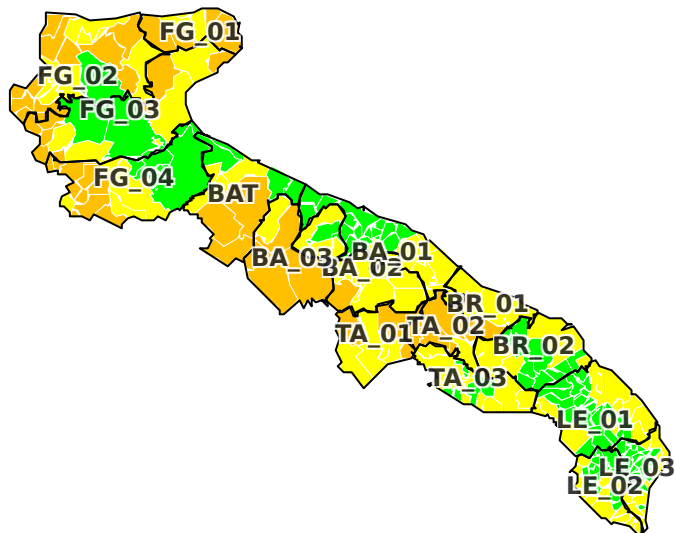 FG_01
FG_02
FG_03
FG_04
BAT
BA_01
BA_03
BA_02
BR_01
TA_02
TA_01
BR_02
TA_03
LE_01
LE_03
LE_02